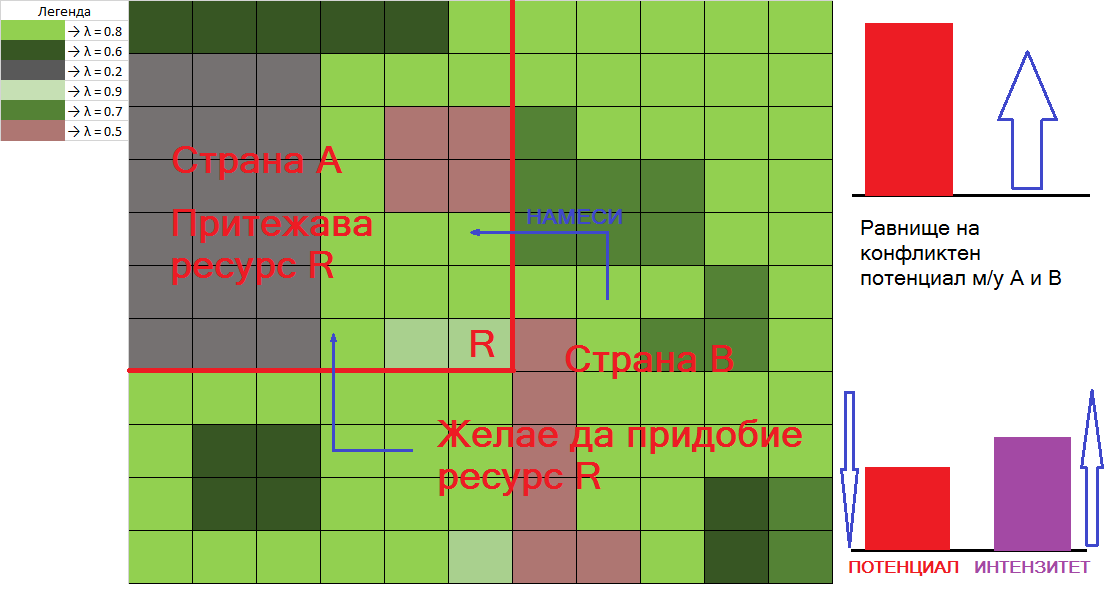 Легенда
→ λ = 0.8
→ λ = 0.6
→ λ = 0.2
→ λ = 0.9
→ λ = 0.7
→ λ = 0.5
Страна А
Притежава
ресурс R
НАМЕСИ
R
Страна В
Желае да придобие
ресурс R
Равнище на
конфликтен
потенциал м/у А и В
ПОТЕНЦИАЛ
ИНТЕНЗИТЕТ